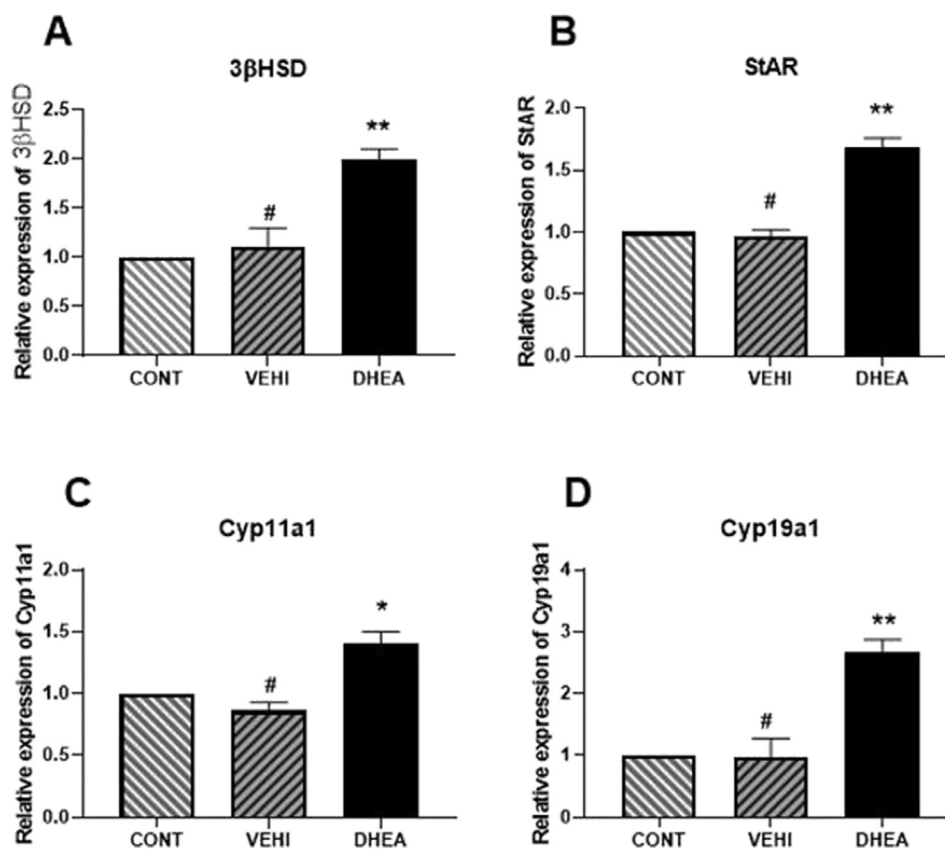 A
3βHSD
Relative expression of 3βHSD
2.5
2.0
1.5
1.0
0.5
0.0
#
**
CONT
VEHI
DHEA
B
StAR
Relative expression of StAR
2.0
1.5
1.0
0.5
0.0
#
**
CONT
VEHI
DHEA
C
Cyp11a1
Relative expression of Cyp11a1
2.0
1.5
1.0
0.5
0.0
#
*
CONT
VEHI
DHEA
D
Cyp19a1
Relative expression of Cyp19a1
4
3
2
1
0
#
**
CONT
VEHI
DHEA